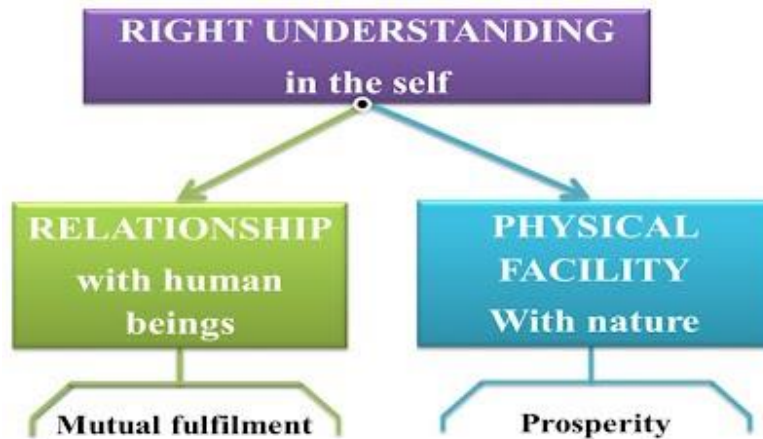 RIGHT UNDERSTANDING
in the self
RELATIONSHIP
with human
beings
PHYSICAL
FACILITY
With nature
Mutual fulfilment
Prosperity